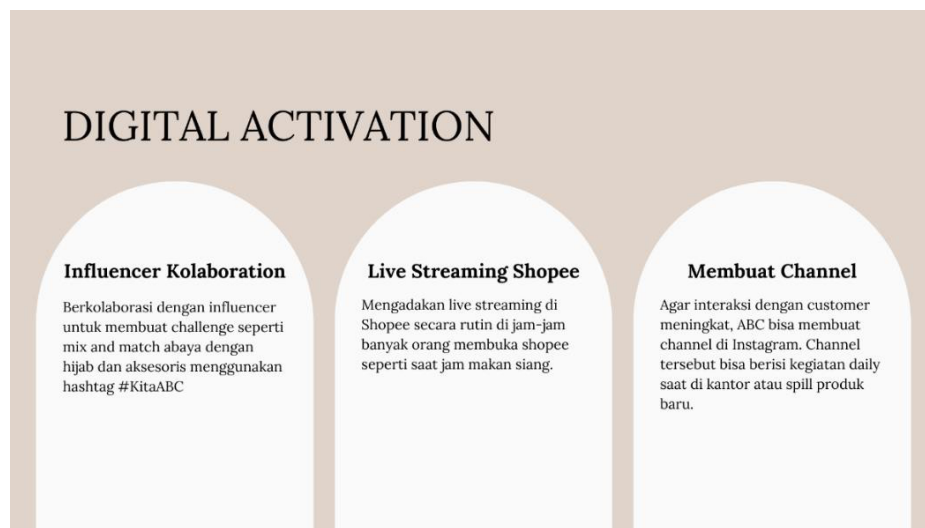 DIGITAL ACTIVATION
Influencer Kolaboration
Berkolaborasi dengan influencer
untuk membuat challenge seperti
mix and match abaya dengan
hijab dan aksesoris menggunakan
hashtag #KitaABC
Live Streaming Shopee
Mengadakan live streaming di
Shopee secara rutin di jam-jam
banyak orang membuka shopee
seperti saat jam makan siang.
Membuat Channel
Agar interaksi dengan customer
meningkat, ABC bisa membuat
channel di Instagram. Channel
tersebut bisa berisi kegiatan daily
saat di kantor atau spill produk
baru.